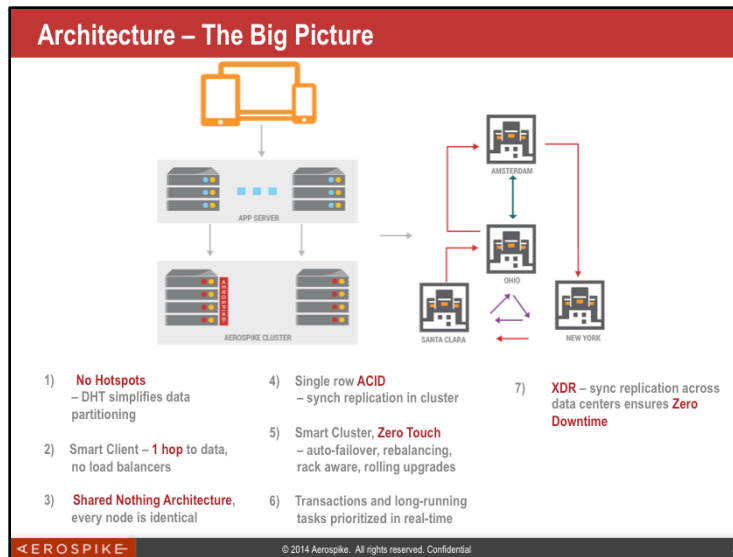 Architecture – The Big Picture
APP SERVER
AEROSPIKE
AEROSPIKE CLUSTER
AMSTERDAM
OHIO
SANTA CLARA
NEW YORK
1) No Hotspots
– DHT simplifies data
partitioning
2) Smart Client – 1 hop to data,
no load balancers
3) Shared Nothing Architecture,
every node is identical
4) Single row ACID
– synch replication in cluster
5) Smart Cluster, Zero Touch
– auto-failover, rebalancing,
rack aware, rolling upgrades
6) Transactions and long-running
tasks prioritized in real-time
7) XDR – sync replication across
data centers ensures Zero
Downtime
AEROSPIKE
© 2014 Aerospike. All rights reserved. Confidential